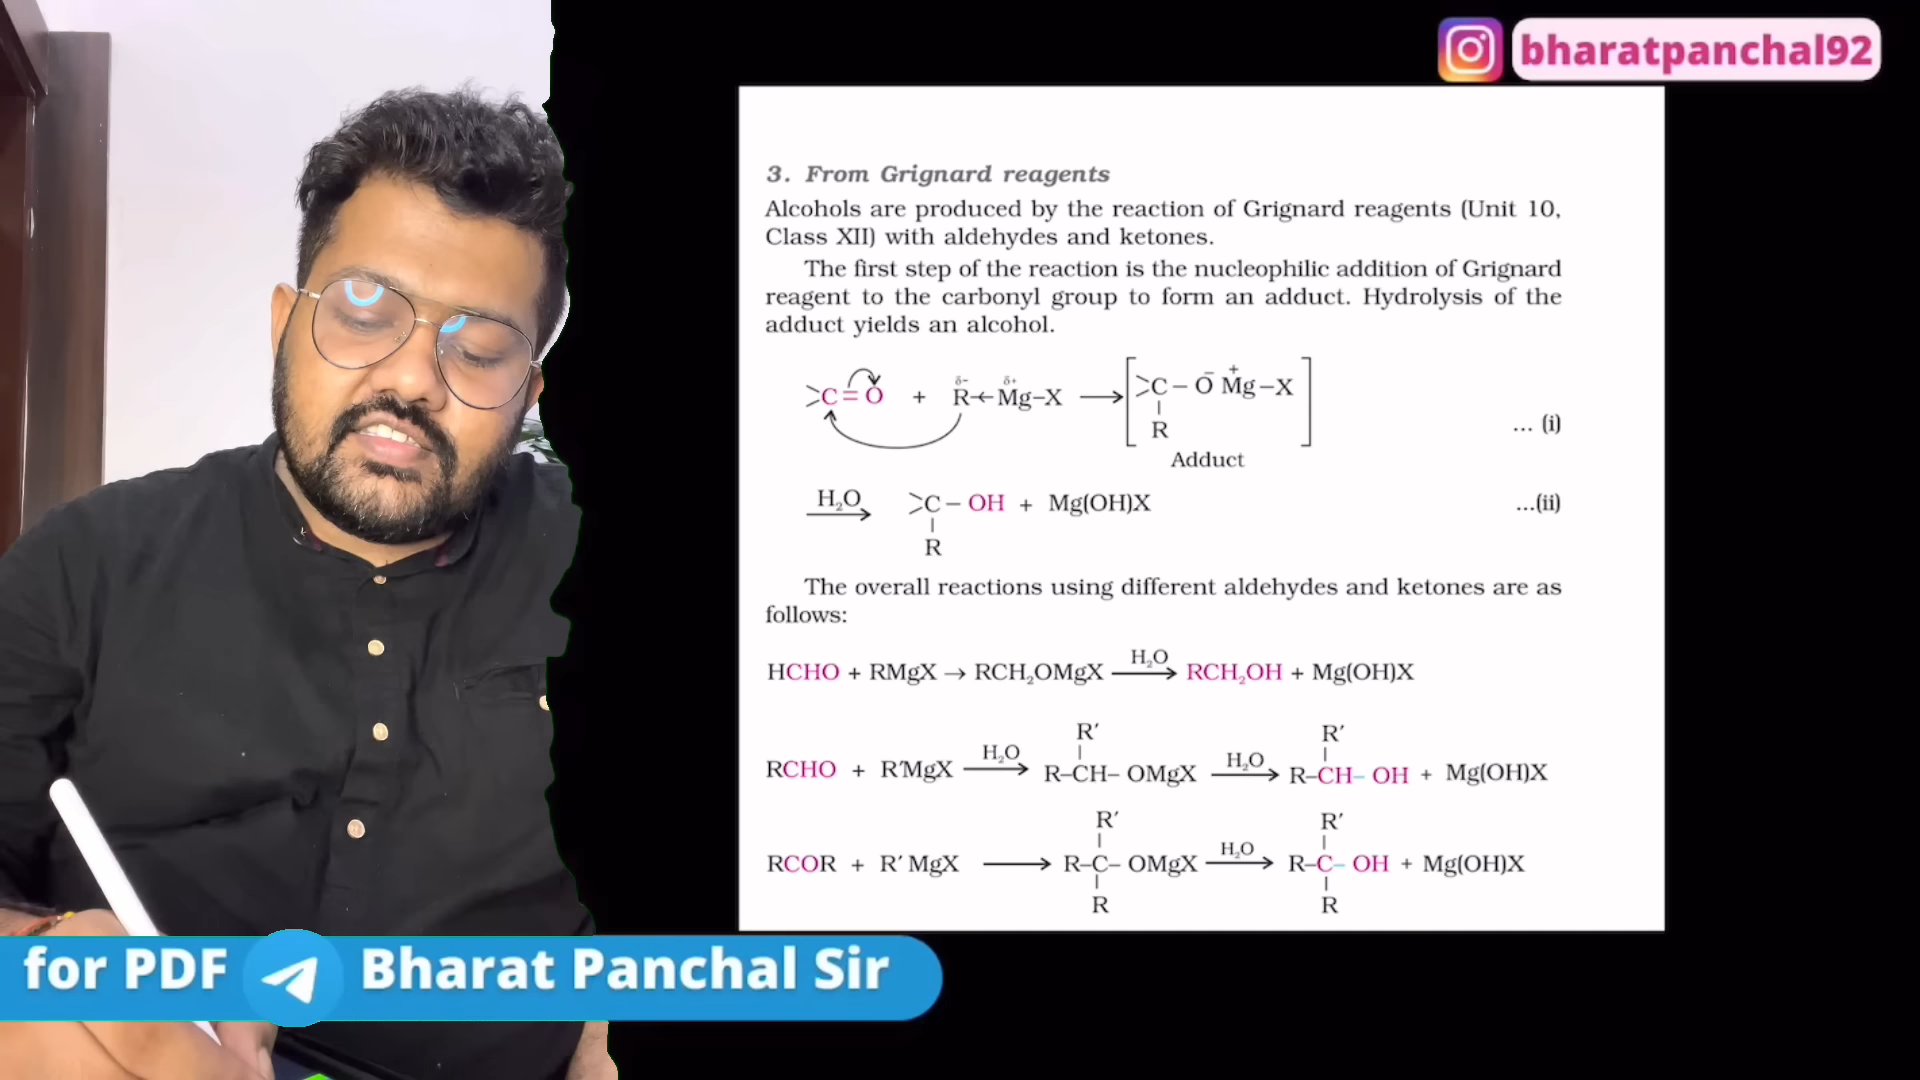 bharatpanchal92
3. From Grignard reagents
Alcohols are produced by the reaction of Grignard reagents (Unit 10,
Class XII) with aldehydes and ketones.
The first step of the reaction is the nucleophilic addition of Grignard
reagent to the carbonyl group to form an adduct. Hydrolysis of the
adduct yields an alcohol.
>C=O + Rδ− ← Mgδ+–X ⟶ [>C–O⁻ Mg⁺–X] ... (i)
R
Adduct
H₂O ⟶ >C–OH + Mg(OH)X ...(ii)
R
The overall reactions using different aldehydes and ketones are as
follows:
HCHO + RMgX → RCH₂OMgX H₂O ⟶ RCH₂OH + Mg(OH)X
R′ R′
RCHO + R′MgX H₂O ⟶ R–CH–OMgX H₂O ⟶ R–CH–OH + Mg(OH)X
R′ R′
RCOR + R′MgX ⟶ R–C–OMgX H₂O ⟶ R–C–OH + Mg(OH)X
R R
for PDF Bharat Panchal Sir